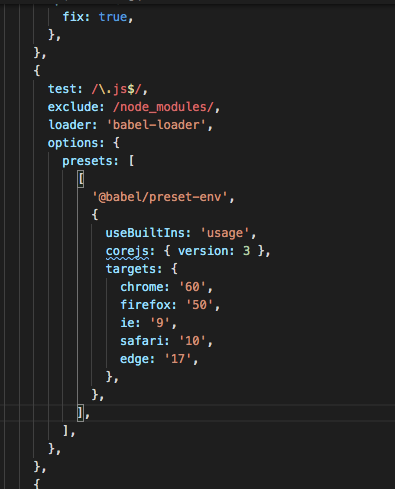 fix: true,
},
},
{
test: /\.js$/,
exclude: /node_modules/,
loader: 'babel-loader',
options: {
presets: [
[
'@babel/preset-env',
{
useBuiltIns: 'usage',
corejs: { version: 3 },
targets: {
chrome: '60',
firefox: '50',
ie: '9',
safari: '10',
edge: '17',
},
},
],
],
},
},
{